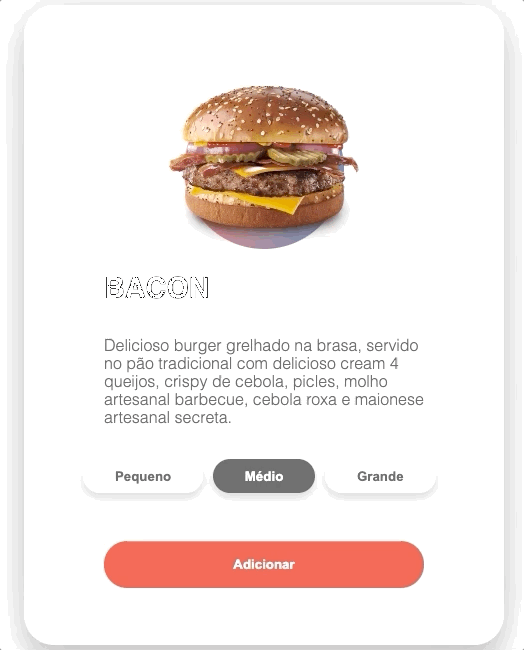 BACON
Delicioso burger grelhado na brasa, servido
no pão tradicional com delicioso cream 4
queijos, crispy de cebola, picles, molho
artesanal barbecue, cebola roxa e maionese
artesanal secreta.
Pequeno Médio Grande
Adicionar